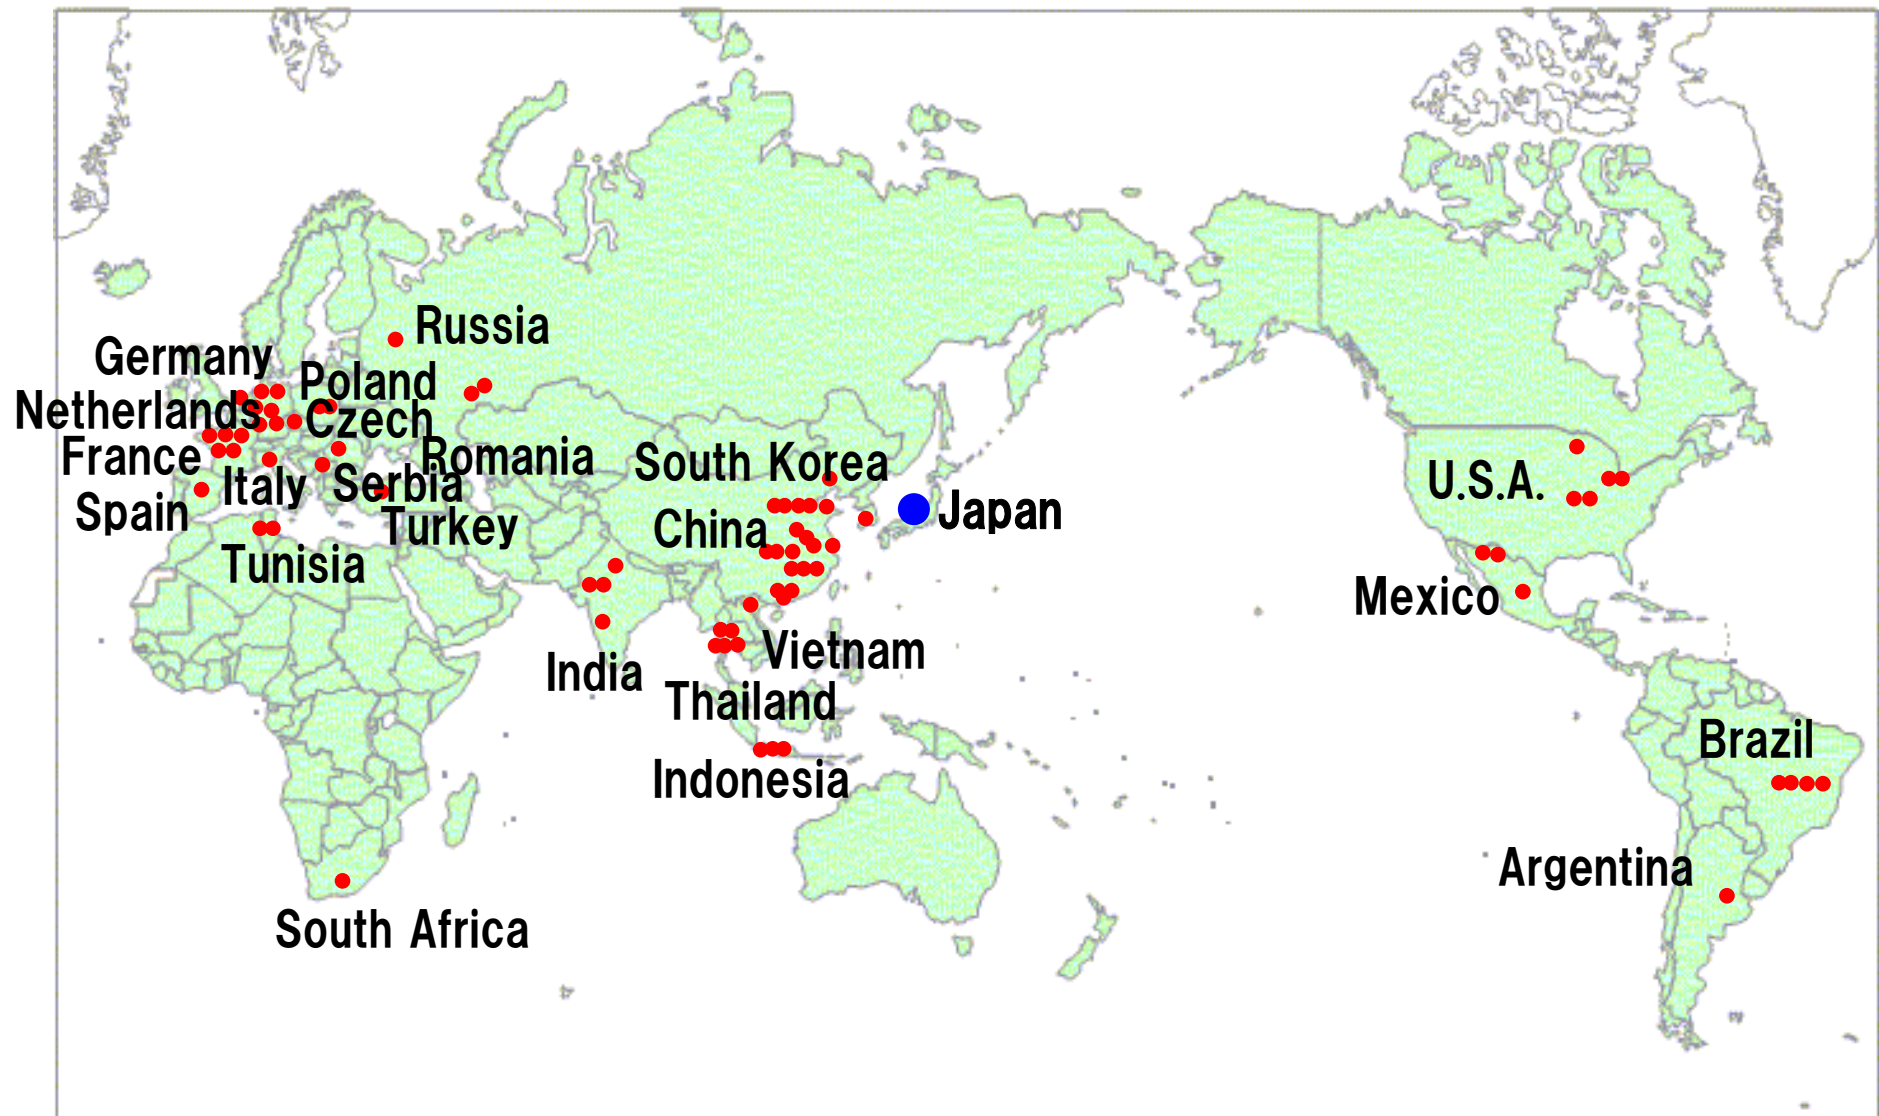 Russia
Germany
Poland
Netherlands
Czech
France
Romania
South Korea
Italy
Serbia
U.S.A.
Spain
Japan
Turkey
China
Tunisia
Mexico
Vietnam
India
Thailand
Brazil
Indonesia
Argentina
South Africa